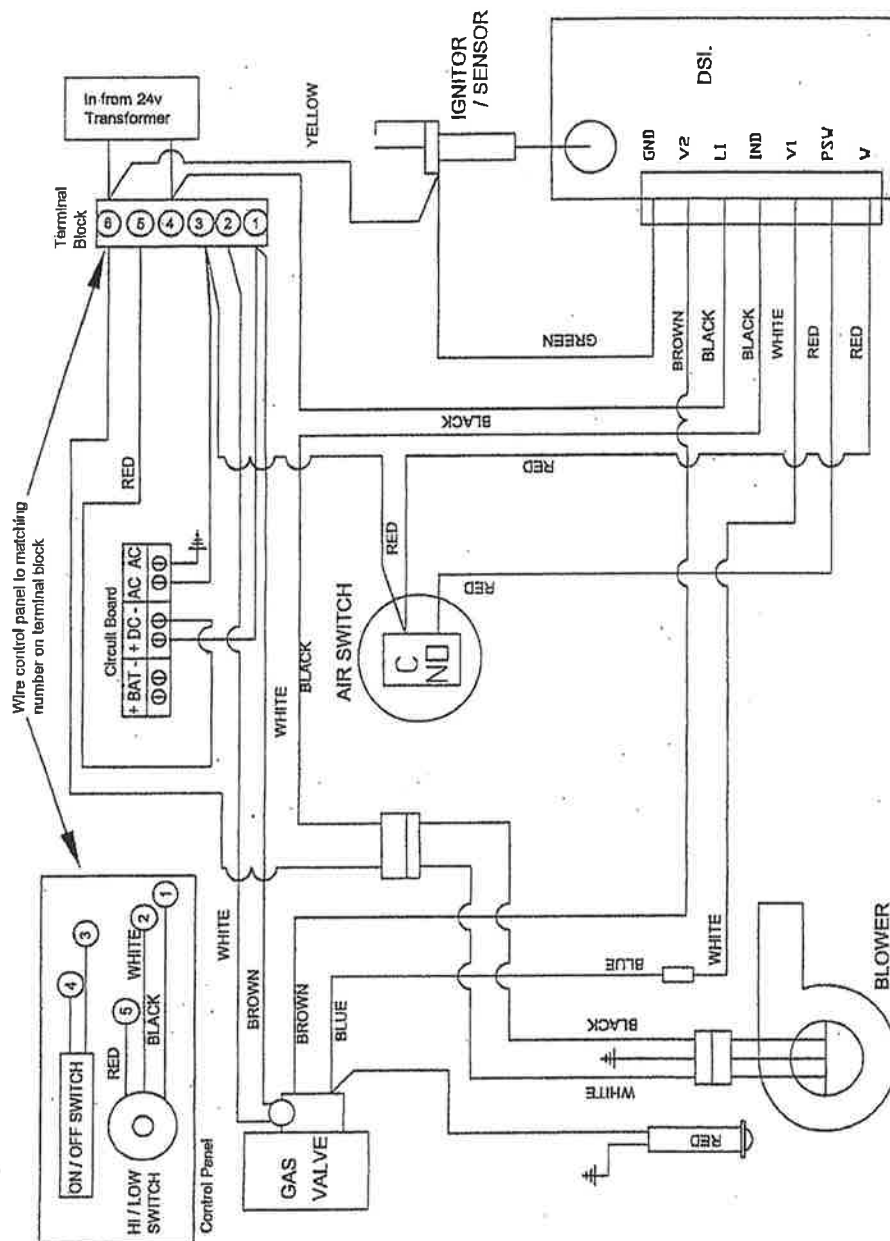 Wire control panel to matching
number on terminal block
In from 24v
Transformer
Terminal
Block
6
5
4
3
2
1
YELLOW
IGNITOR
/ SENSOR
DSI.
GND
V2
L1
IND
V1
PSW
W
GREEN
BROWN
BLACK
BLACK
WHITE
RED
RED
BLACK
RED
RED
RED
RED
Circuit Board
+ BAT -
+ DC -
AC AC
AIR SWITCH
C
NO
WHITE
BLACK
ON / OFF SWITCH
4
3
HI / LOW
SWITCH
RED
5
WHITE
2
BLACK
1
Control Panel
WHITE
BROWN
BROWN
BLUE
GAS
VALVE
BLUE
WHITE
BLACK
WHITE
RED
BLOWER